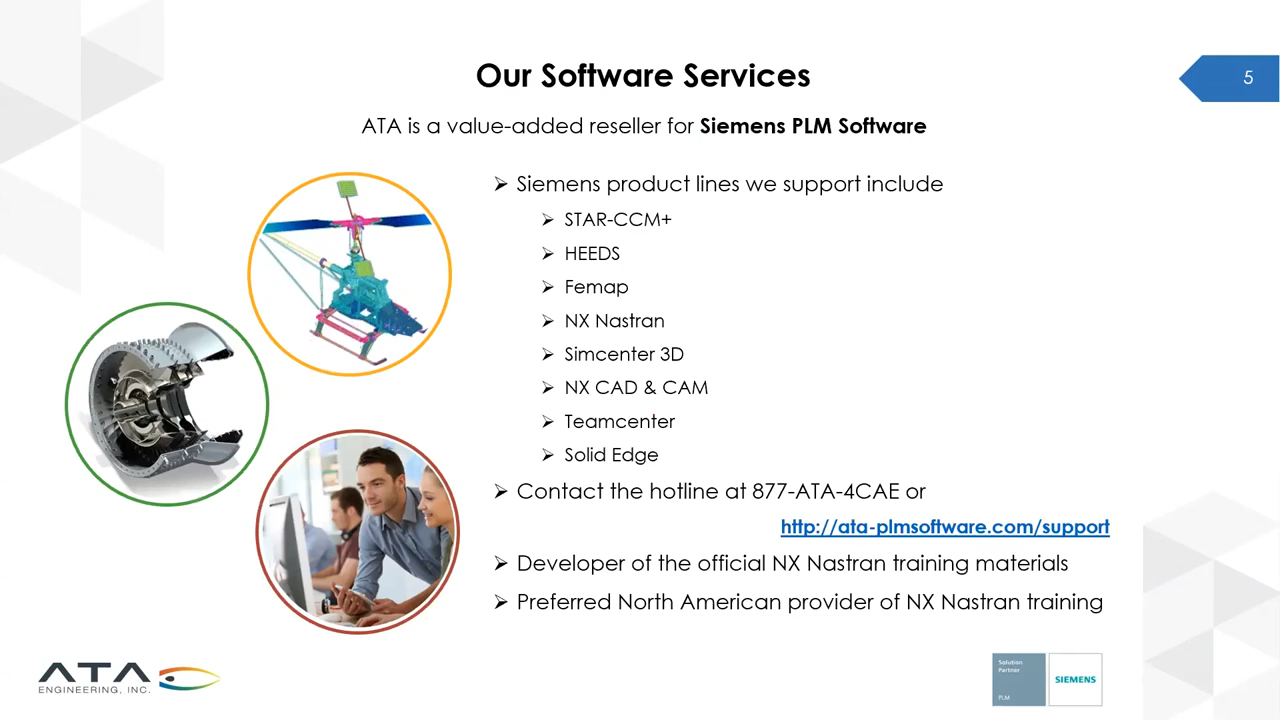 Our Software Services
5
ATA is a value-added reseller for Siemens PLM Software
➢ Siemens product lines we support include
➢ STAR-CCM+
➢ HEEDS
➢ Femap
➢ NX Nastran
➢ Simcenter 3D
➢ NX CAD & CAM
➢ Teamcenter
➢ Solid Edge
➢ Contact the hotline at 877-ATA-4CAE or
http://ata-plmsoftware.com/support
➢ Developer of the official NX Nastran training materials
➢ Preferred North American provider of NX Nastran training
ATA
ENGINEERING, INC.
Solution
Partner
PLM
SIEMENS